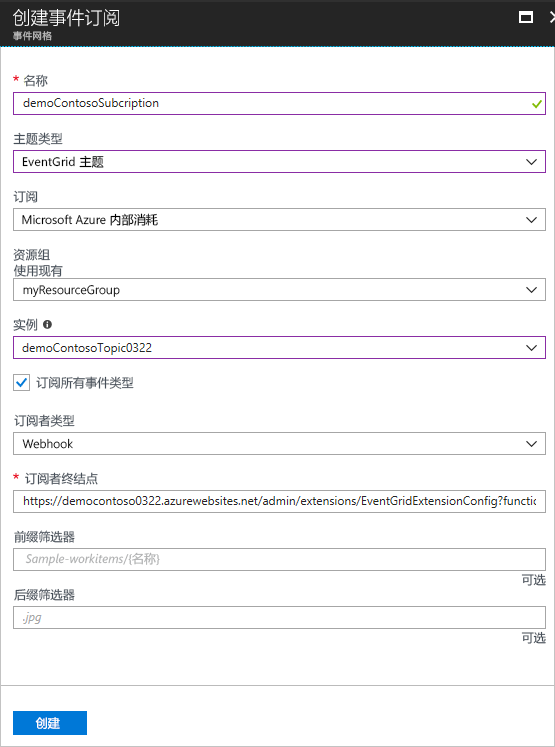 创建事件订阅
事件网格
* 名称
demoContosoSubcription
主题类型
EventGrid 主题
订阅
Microsoft Azure 内部消耗
资源组
使用现有
myResourceGroup
实例
demoContosoTopic0322
订阅所有事件类型
订阅者类型
Webhook
* 订阅者终结点
https://democontoso0322.azurewebsites.net/admin/extensions/EventGridExtensionConfig?functio
前缀筛选器
Sample-workitems/{名称}
可选
后缀筛选器
.jpg
可选
创建